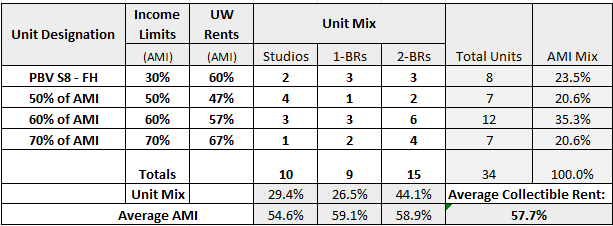 Unit Designation Income Limits UW Rents Unit Mix
(AMI) (AMI) Studios 1-BRs 2-BRs Total Units AMI Mix
PBV S8 - FH 30% 60% 2 3 3 8 23.5%
50% of AMI 50% 47% 4 1 2 7 20.6%
60% of AMI 60% 57% 3 3 6 12 35.3%
70% of AMI 70% 67% 1 2 4 7 20.6%
Totals 10 9 15 34 100.0%
Unit Mix 29.4% 26.5% 44.1% Average Collectible Rent:
Average AMI 54.6% 59.1% 58.9% 57.7%